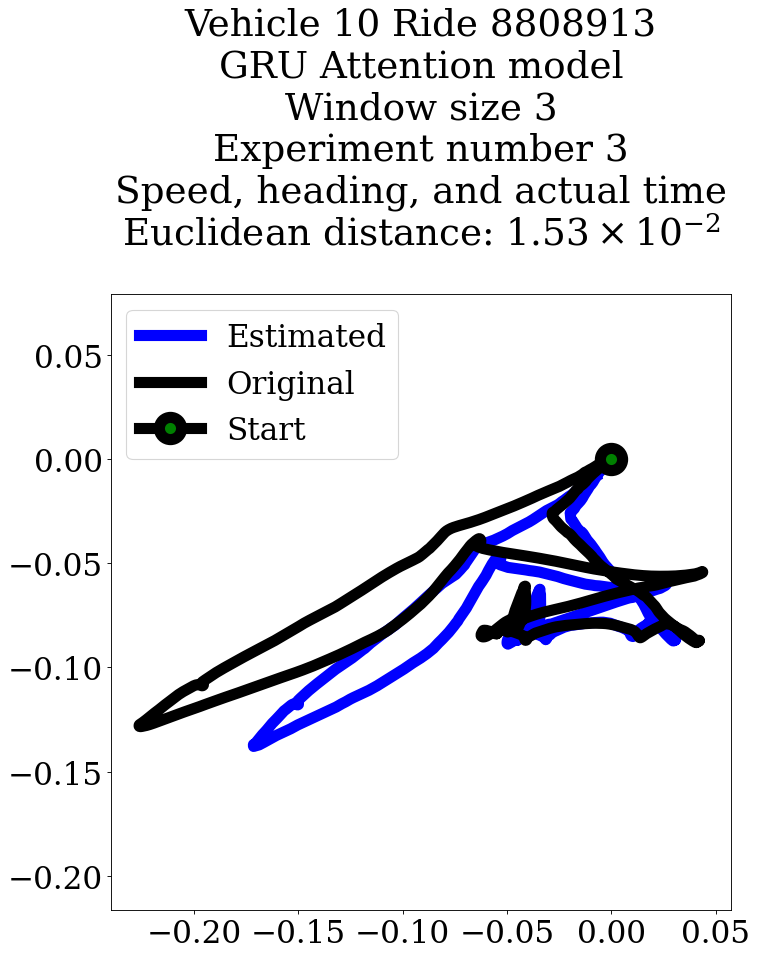 Vehicle 10 Ride 8808913
GRU Attention model
Window size 3
Experiment number 3
Speed, heading, and actual time
Euclidean distance: 1.53 × 10⁻²
Estimated
Original
Start
0.05
0.00
−0.05
−0.10
−0.15
−0.20
−0.20 −0.15 −0.10 −0.05 0.00 0.05